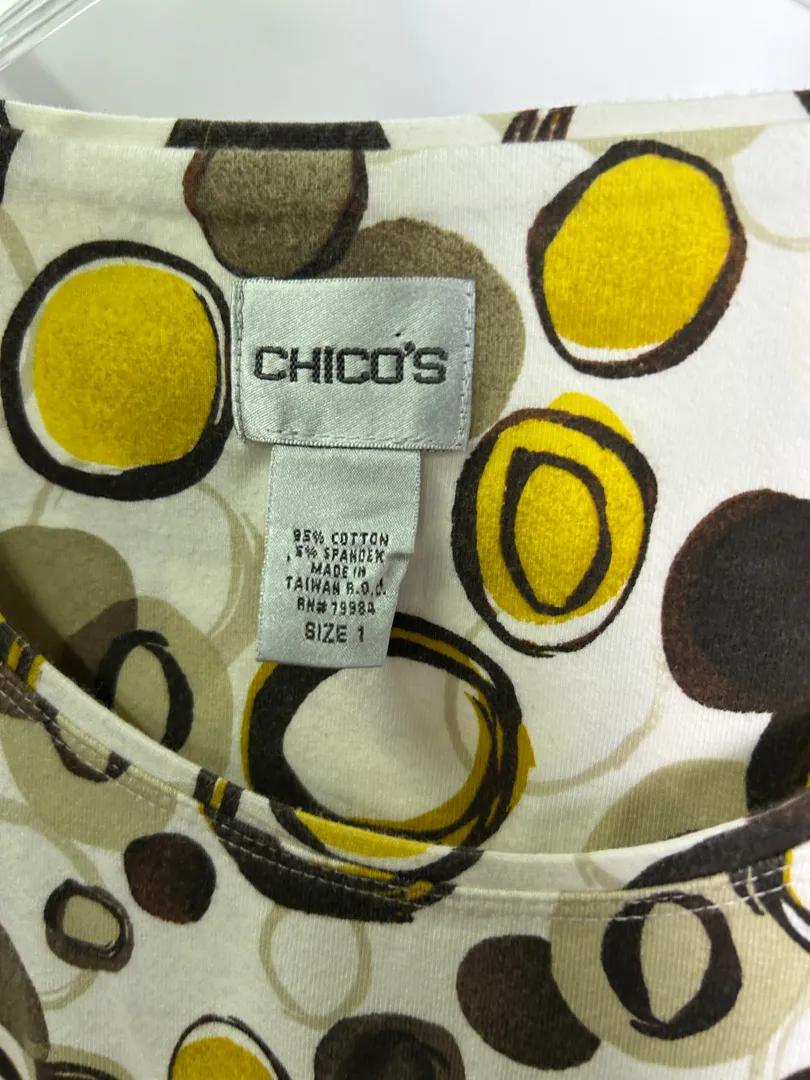 CHICO'S
95% COTTON
5% SPANDEX
MADE IN
TAIWAN R.O.C.
RN# 79984
SIZE 1